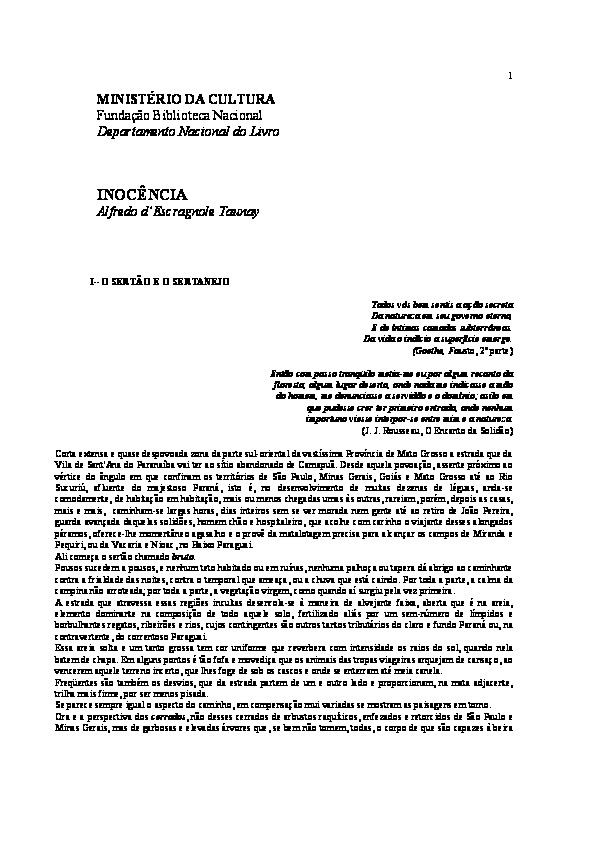 1
MINISTÉRIO DA CULTURA
Fundação Biblioteca Nacional
Departamento Nacional do Livro
INOCÊNCIA
Alfredo d'Escragnole Taunay
I-- O SERTÃO E O SERTANEJO
Todos vós bem sentis a ação secreta
Da natureza em seu governo eterno,
E de íntimas camadas subterrâneas
Da vida o indício à superfície emerge.
(Goethe, Fausto, 2ª parte)
Então com passo tranqüilo metia-me eu por algum recanto da
floresta, algum lugar deserto, onde nada me indicasse a mão
do homem, me denunciasse a servidão e o domínio; asilo em
que pudesse crer ter primeiro entrado, onde nenhum
importuno viesse interpor-se entre mim e a natureza.
(J. J. Rousseau, O Encanto da Solidão)
Corta extensa e quase despovoada zona da parte sul-oriental da vastíssima Província de Mato Grosso a estrada que da
Vila de Sant'Ana do Paranaíba vai ter ao sítio abandonado de Camapuã. Desde aquela povoação, assente próximo ao
vértice do ângulo em que confinam os territórios de São Paulo, Minas Gerais, Goiás e Mato Grosso até ao Rio
Sucuriú, afluente do majestoso Paraná, isto é, no desenvolvimento de muitas dezenas de léguas, anda-se
comodamente, de habitação em habitação, mais ou menos chegadas umas às outras, rareiam, porém, depois as casas,
mais e mais, caminham-se largas horas, dias inteiros sem se ver morada nem gente até ao retiro de João Pereira,
guarda avançada daquelas solidões, homem chão e hospitaleiro, que acolhe com carinho o viajante desses alongados
páramos, oferece-lhe momentâneo agasalho e o provê da matalotagem precisa para alcançar os campos de Miranda e
Pequiri, ou da Vacaria e Nioac, no Baixo Paraguai.
Ali começa o sertão chamado bruto.
Pousos sucedem a pousos, e nenhum teto habitado ou em ruínas, nenhuma palhoça ou tapera dá abrigo ao caminhante
contra a frialdade das noites, contra o temporal que ameaça, ou a chuva que está caindo. Por toda a parte, a calma da
campina não arroteada; por toda a parte, a vegetação virgem, como quando aí surgiu pela vez primeira.
A estrada que atravessa essas regiões incultas desenrola-se à maneira de alvejante faixa, aberta que é na areia,
elemento dominante na composição de todo aquele solo, fertilizado aliás por um sem-número de límpidos e
borbulhantes regatos, ribeirões e rios, cujos contingentes são outros tantos tributários do claro e fundo Paraná ou, na
contravertente, do correntoso Paraguai.
Essa areia solta e um tanto grossa tem cor uniforme que reverbera com intensidade os raios do sol, quando nela
batem de chapa. Em alguns pontos é tão fofa e movediça que os animais das tropas viageiras arquejam de cansaço, ao
vencerem aquele terreno incerto, que lhes foge de sob os cascos e onde se enterram até meia canela.
Freqüentes são também os desvios, que da estrada partem de um e outro lado e proporcionam, na mata adjacente,
trilha mais firme, por ser menos pisada.
Se parece sempre igual o aspecto do caminho, em compensação mui variadas se mostram as paisagens em torno.
Ora é a perspectiva dos cerrados, não desses cerrados de arbustos raquíticos, enfezados e retorcidos de São Paulo e
Minas Gerais, mas de garbosas e elevadas árvores que, se bem não tomem, todas, o corpo de que são capazes à beira